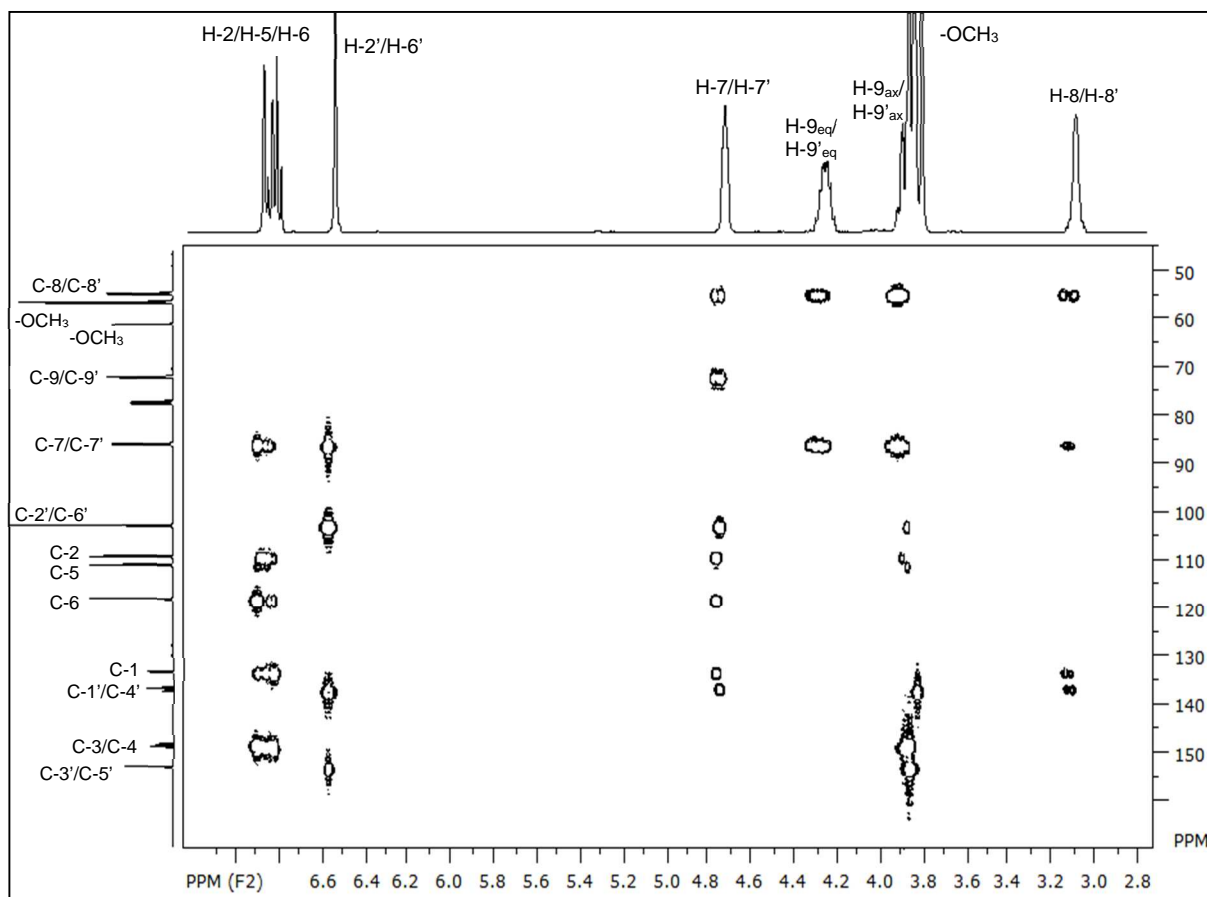 H-2/H-5/H-6
H-2'/H-6'
-OCH₃
H-7/H-7'
H-9ax/
H-9'ax
H-9eq/
H-9'eq
H-8/H-8'
C-8/C-8'
-OCH₃
-OCH₃
C-9/C-9'
C-7/C-7'
C-2'/C-6'
C-2
C-5
C-6
C-1
C-1'/C-4'
C-3/C-4
C-3'/C-5'
50
60
70
80
90
100
110
120
130
140
150
PPM
PPM (F2) 6.6 6.4 6.2 6.0 5.8 5.6 5.4 5.2 5.0 4.8 4.6 4.4 4.2 4.0 3.8 3.6 3.4 3.2 3.0 2.8